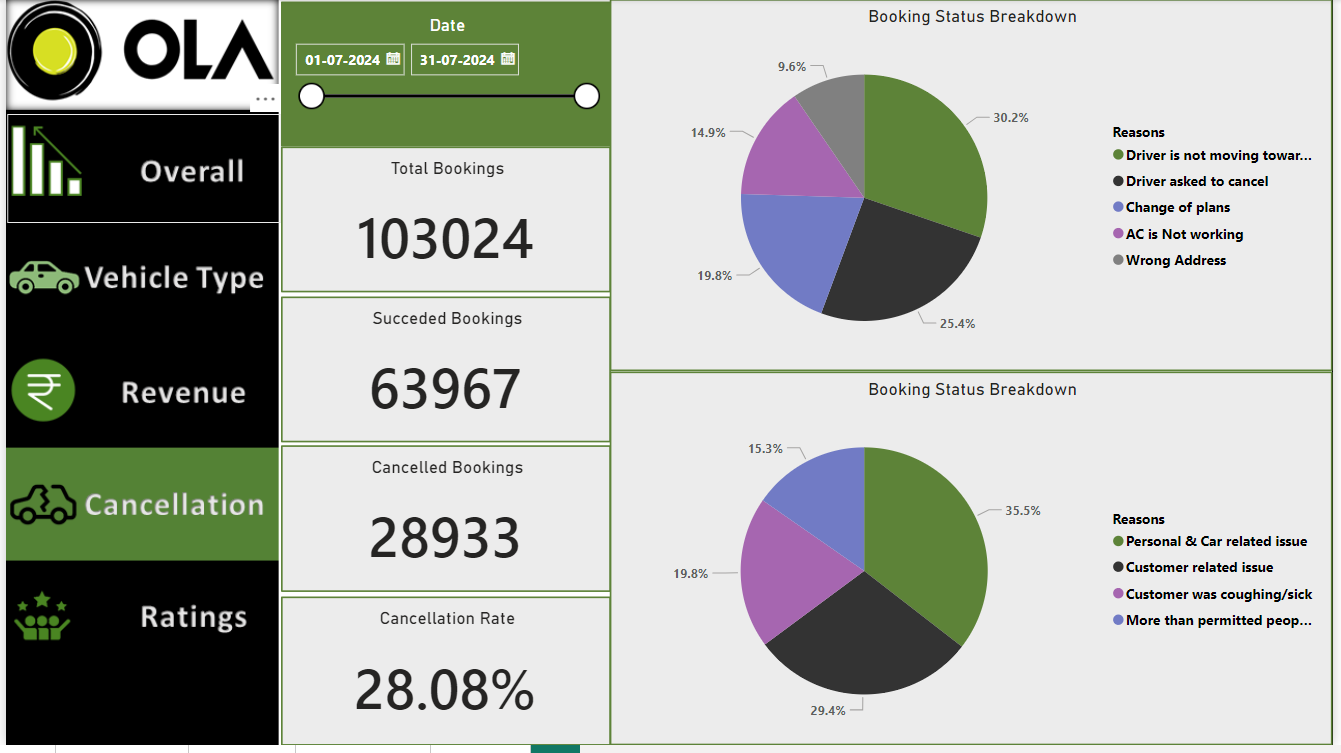 OLA
...
Overall
Vehicle Type
Revenue
Cancellation
Ratings
Date
01-07-2024
31-07-2024
Total Bookings
103024
Succeded Bookings
63967
Cancelled Bookings
28933
Cancellation Rate
28.08%
Booking Status Breakdown
9.6%
30.2%
14.9%
19.8%
25.4%
Reasons
Driver is not moving towar...
Driver asked to cancel
Change of plans
AC is Not working
Wrong Address
Booking Status Breakdown
15.3%
35.5%
19.8%
29.4%
Reasons
Personal & Car related issue
Customer related issue
Customer was coughing/sick
More than permitted peop...